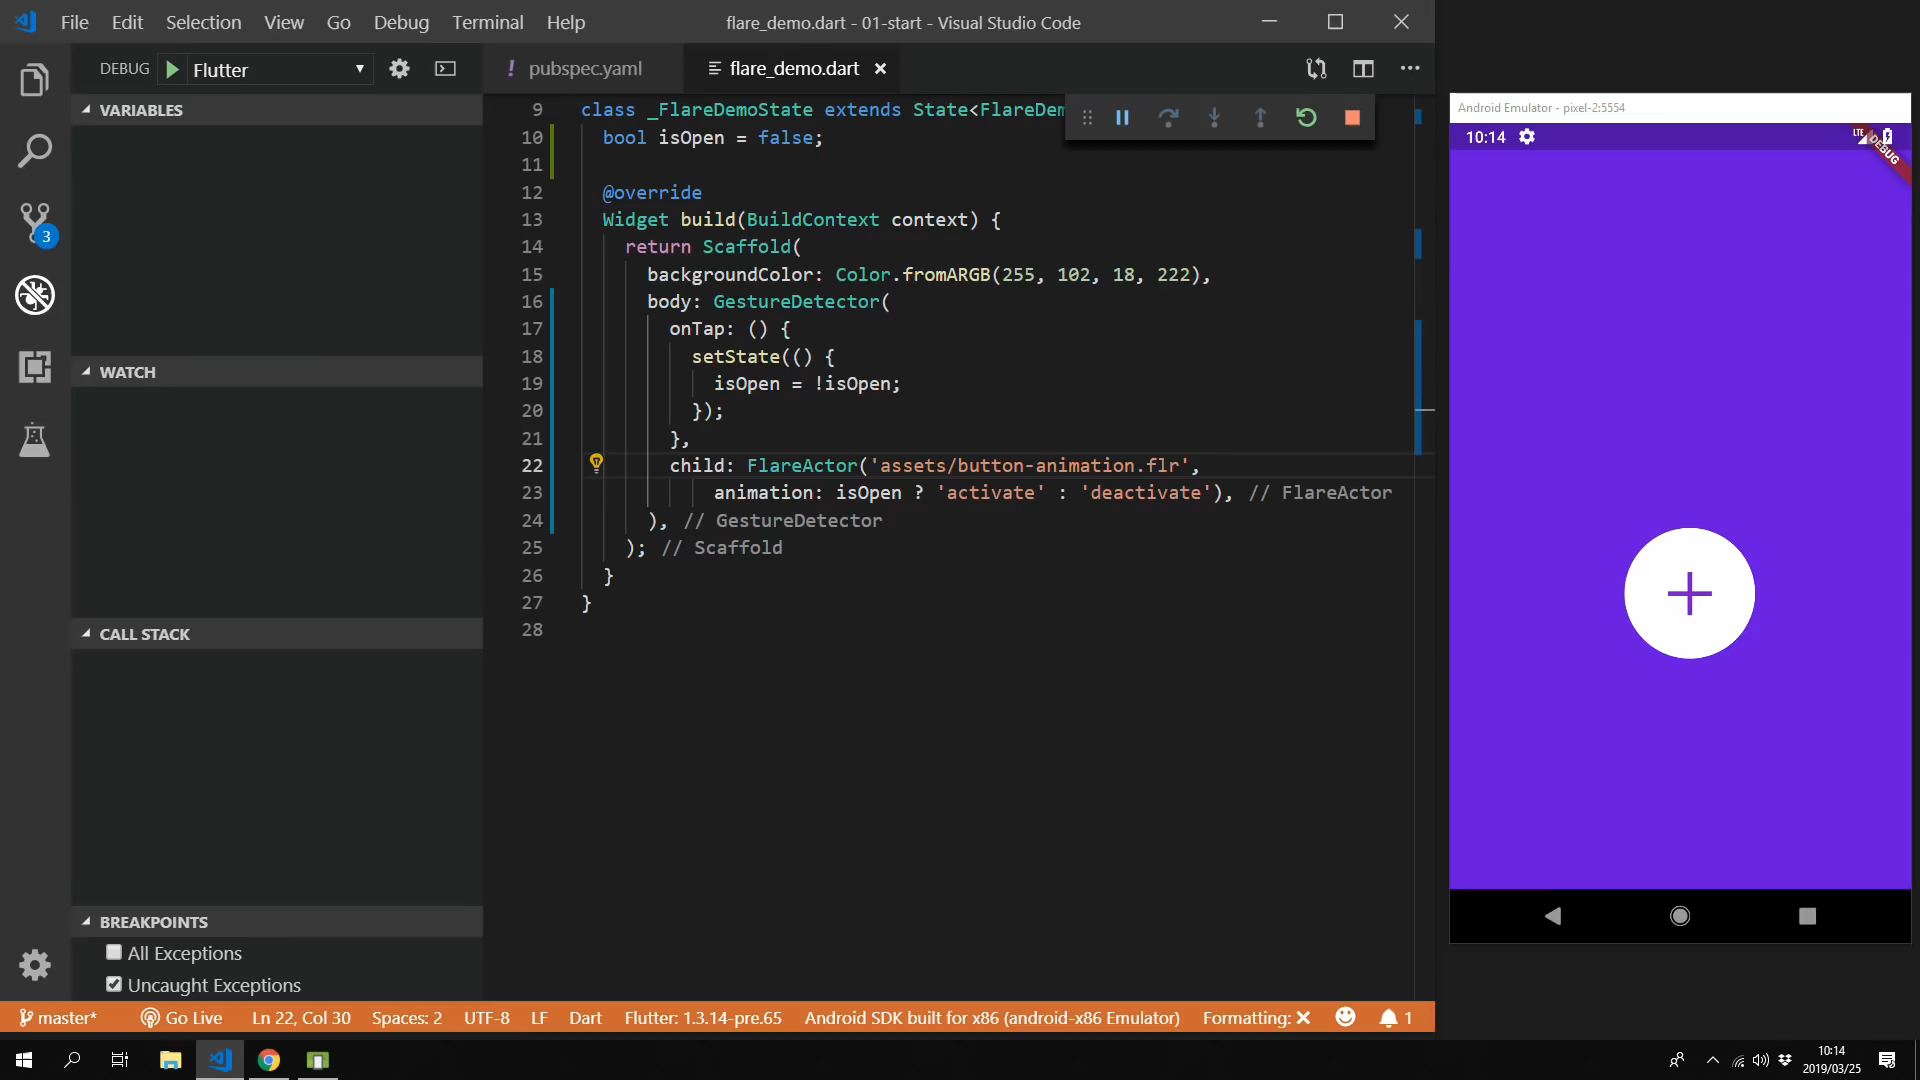 File Edit Selection View Go Debug Terminal Help
flare_demo.dart - 01-start - Visual Studio Code
DEBUG Flutter
! pubspec.yaml
flare_demo.dart
VARIABLES
WATCH
CALL STACK
BREAKPOINTS
All Exceptions
Uncaught Exceptions
3
9 class _FlareDemoState extends State<FlareDem
10 bool isOpen = false;
11
12 @override
13 Widget build(BuildContext context) {
14 return Scaffold(
15 backgroundColor: Color.fromARGB(255, 102, 18, 222),
16 body: GestureDetector(
17 onTap: () {
18 setState(() {
19 isOpen = !isOpen;
20 });
21 },
22 child: FlareActor('assets/button-animation.flr',
23 animation: isOpen ? 'activate' : 'deactivate'), // FlareActor
24 ), // GestureDetector
25 ); // Scaffold
26 }
27 }
28
Android Emulator - pixel-2:5554
10:14
LTE
DEBUG
master* Go Live Ln 22, Col 30 Spaces: 2 UTF-8 LF Dart Flutter: 1.3.14-pre.65 Android SDK built for x86 (android-x86 Emulator) Formatting: 1
10:14
2019/03/25